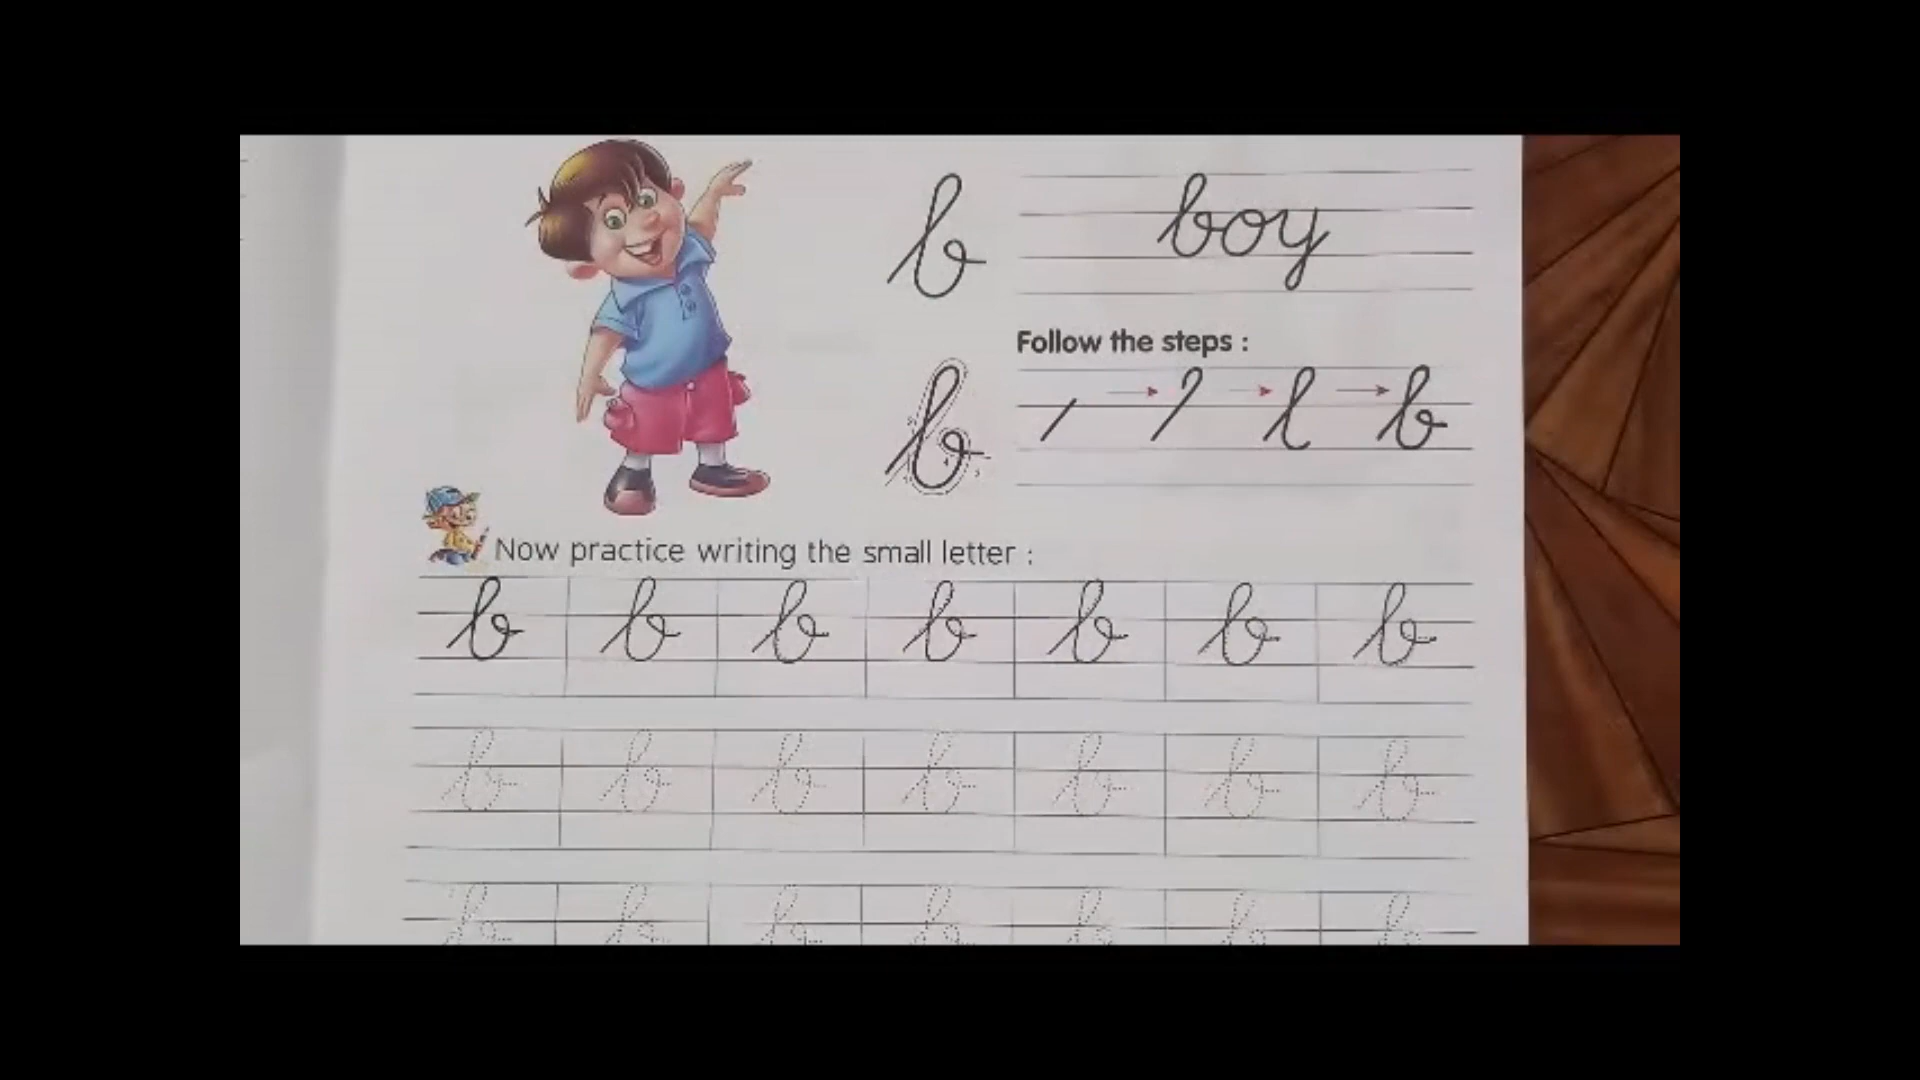 b boy
Follow the steps :
b b
Now practice writing the small letter :
b b b b b b b
b b b b b b b
b b b b b b b